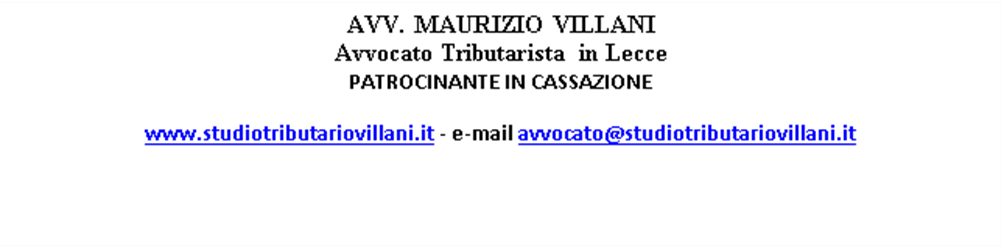 AVV. MAURIZIO VILLANI
Avvocato Tributarista in Lecce
PATROCINANTE IN CASSAZIONE
www.studiotributariovillani.it - e-mail avvocato@studiotributariovillani.it